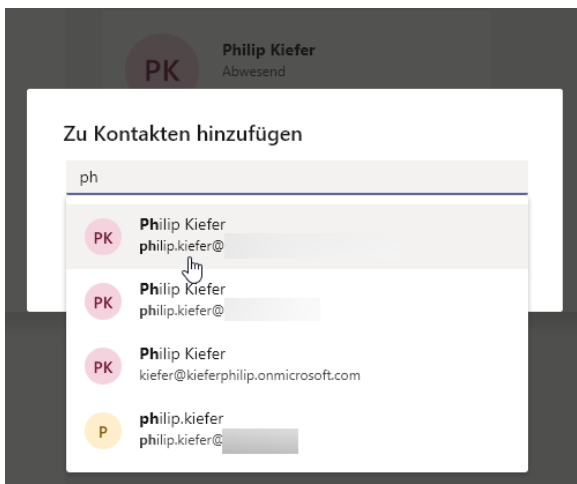 Philip Kiefer
PK
Abwesend
Zu Kontakten hinzufügen
ph
PK
Philip Kiefer
philip.kiefer@
PK
Philip Kiefer
philip.kiefer@
PK
Philip Kiefer
kiefer@kieferphilip.onmicrosoft.com
P
philip.kiefer
philip.kiefer@